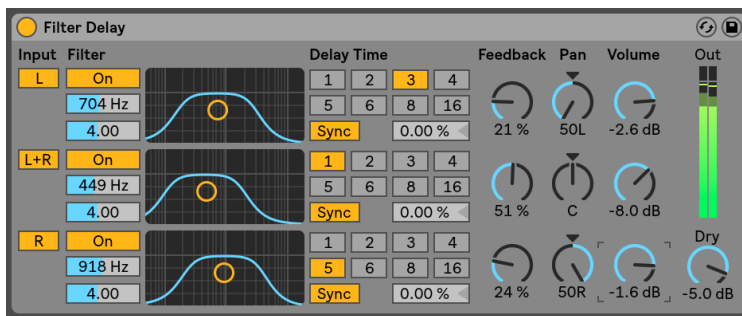 Filter Delay
Input Filter Delay Time Feedback Pan Volume Out
L On 1 2 3 4
704 Hz 5 6 8 16
4.00 Sync 0.00 % 21 % 50L -2.6 dB
L+R On 1 2 3 4
449 Hz 5 6 8 16
4.00 Sync 0.00 % 51 % C -8.0 dB
R On 1 2 3 4 Dry
918 Hz 5 6 8 16
4.00 Sync 0.00 % 24 % 50R -1.6 dB -5.0 dB